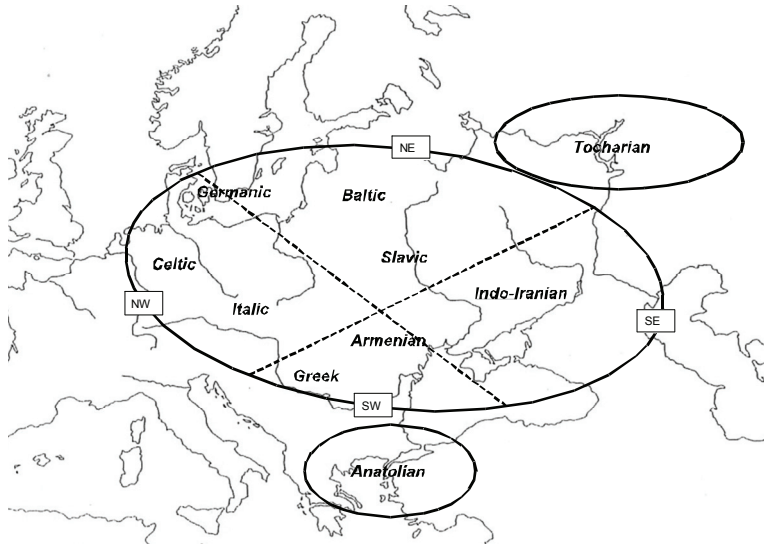 NE
Tocharian
Germanic
Baltic
Celtic
Slavic
Indo-Iranian
NW
Italic
SE
Armenian
Greek
SW
Anatolian